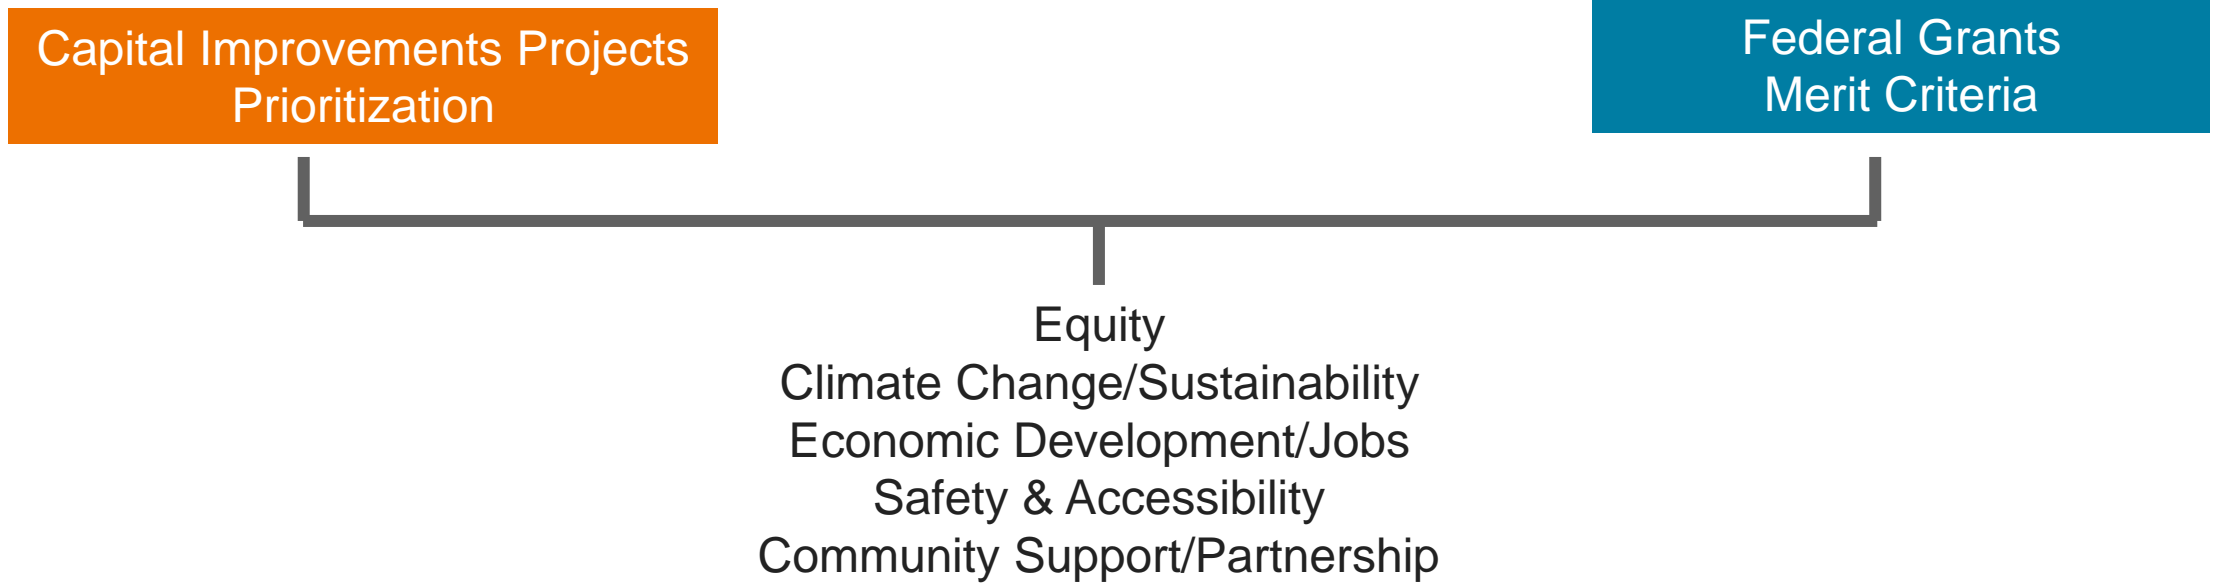 Capital Improvements Projects
Prioritization
Federal Grants
Merit Criteria
Equity
Climate Change/Sustainability
Economic Development/Jobs
Safety & Accessibility
Community Support/Partnership